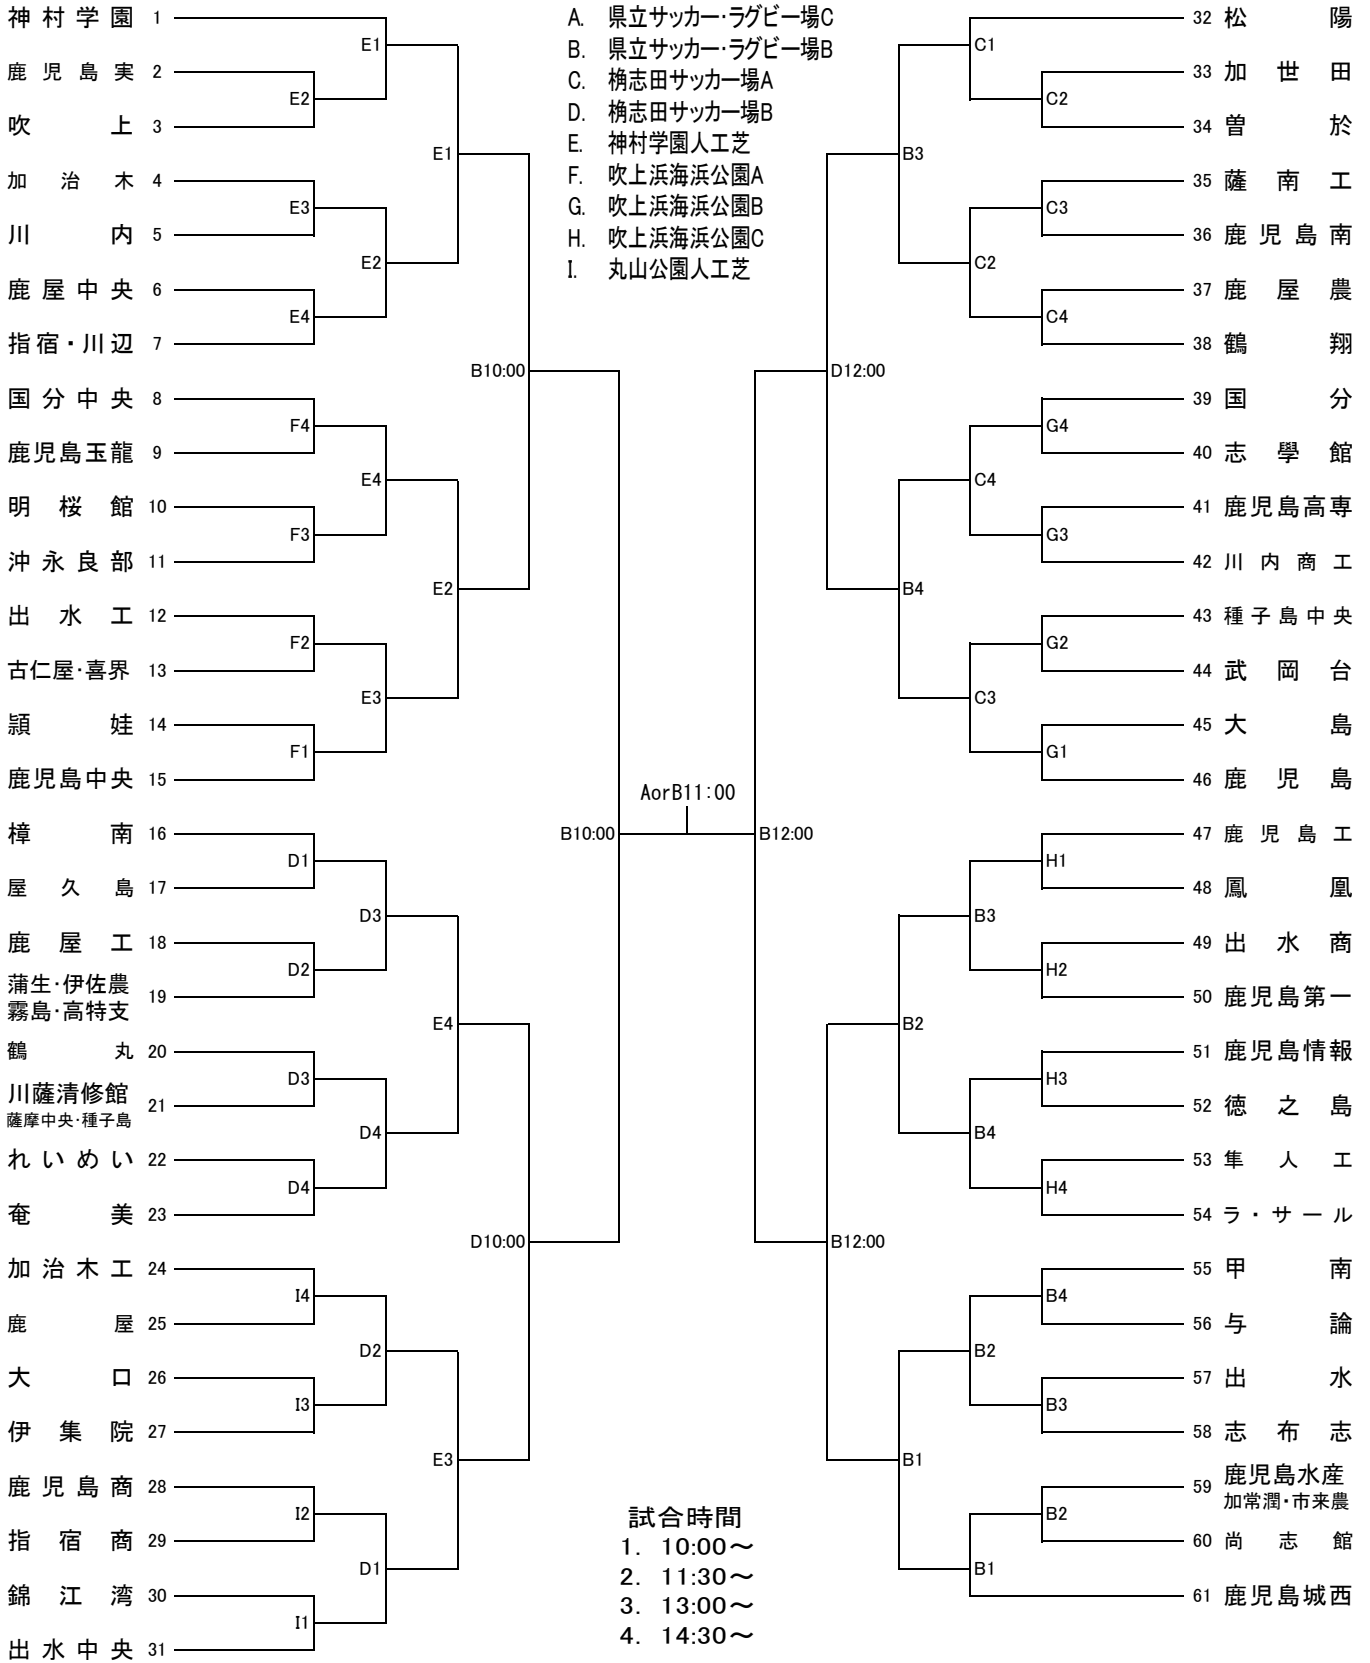 神村学園 1
E1
鹿児島実 2
E2
吹上 3
E1
加治木 4
E3
川内 5
E2
鹿屋中央 6
E4
指宿・川辺 7
B10:00
国分中央 8
F4
鹿児島玉龍 9
E4
明桜館 10
F3
沖永良部 11
E2
出水工 12
F2
古仁屋・喜界 13
E3
頴娃 14
F1
鹿児島中央 15
B10:00
樟南 16
D1
屋久島 17
D3
鹿屋工 18
D2
蒲生・伊佐農
霧島・高特支 19
E4
鶴丸 20
D3
川薩清修館
薩摩中央・種子島 21
D4
れいめい 22
D4
奄美 23
D10:00
加治木工 24
I4
鹿屋 25
D2
大口 26
I3
伊集院 27
E3
鹿児島商 28
I2
指宿商 29
D1
錦江湾 30
I1
出水中央 31
A. 県立サッカー・ラグビー場C
B. 県立サッカー・ラグビー場B
C. 桷志田サッカー場A
D. 桷志田サッカー場B
E. 神村学園人工芝
F. 吹上浜海浜公園A
G. 吹上浜海浜公園B
H. 吹上浜海浜公園C
I. 丸山公園人工芝
AorB11:00
試合時間
1. 10:00～
2. 11:30～
3. 13:00～
4. 14:30～
32 松陽
C1
33 加世田
C2
34 曽於
B3
35 薩南工
C3
36 鹿児島南
C2
37 鹿屋農
C4
38 鶴翔
D12:00
39 国分
G4
40 志學館
C4
41 鹿児島高専
G3
42 川内商工
B4
43 種子島中央
G2
44 武岡台
C3
45 大島
G1
46 鹿児島
B12:00
47 鹿児島工
H1
48 鳳凰
B3
49 出水商
H2
50 鹿児島第一
B2
51 鹿児島情報
H3
52 徳之島
B4
53 隼人工
H4
54 ラ・サール
B12:00
55 甲南
B4
56 与論
B2
57 出水
B3
58 志布志
B1
59 鹿児島水産
加常潤・市来農
B2
60 尚志館
B1
61 鹿児島城西